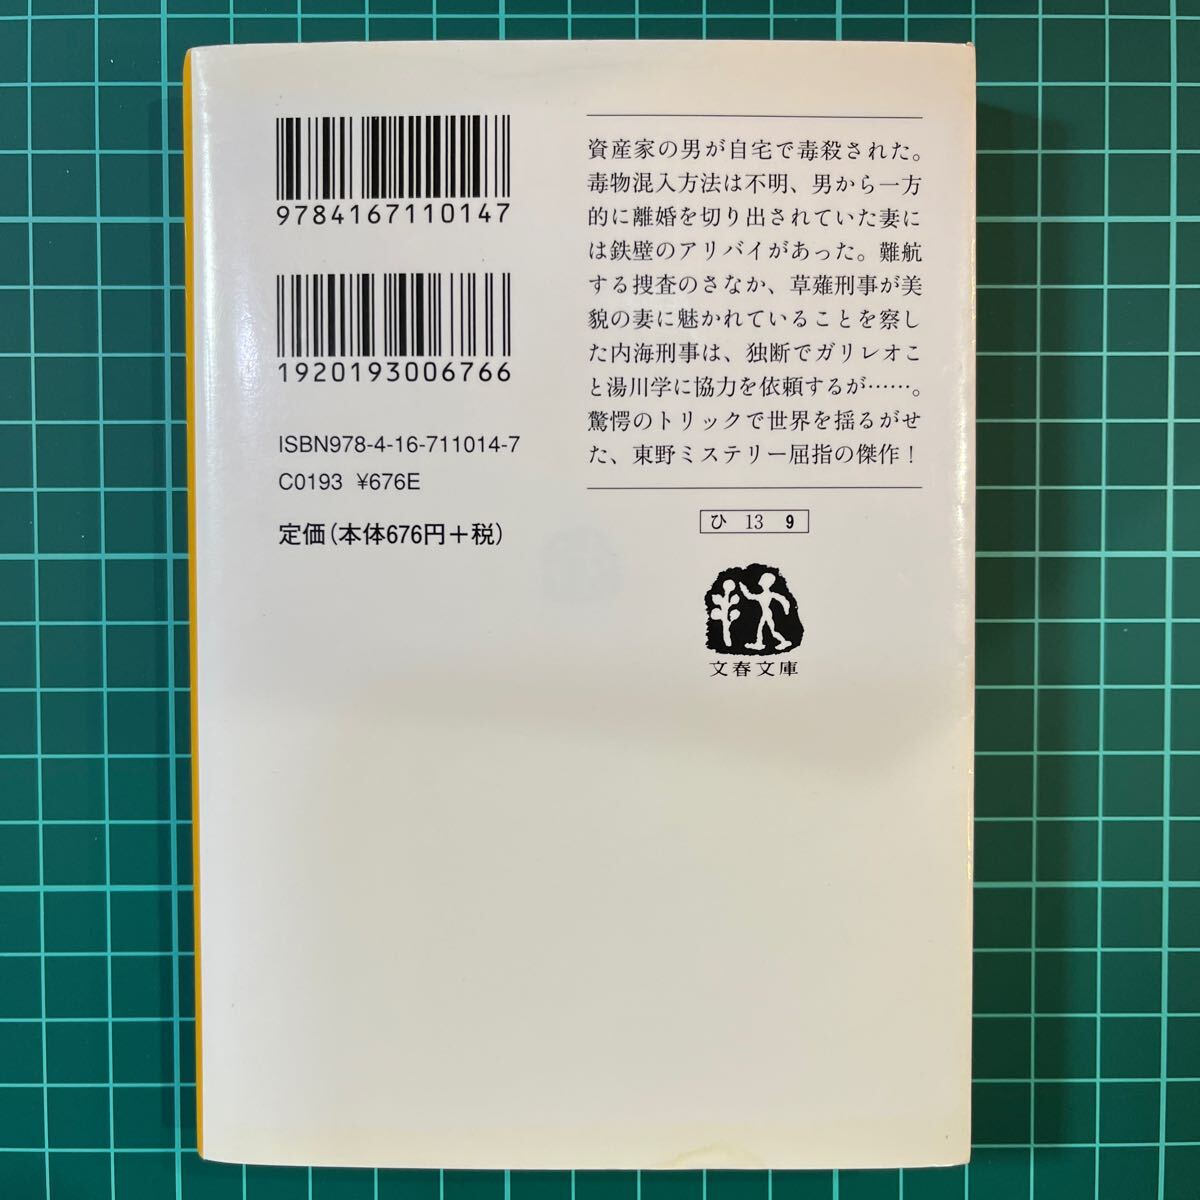 9784167110147
1920193006766
ISBN978-4-16-711014-7
C0193 ¥676E
定価(本体676円+税)
資産家の男が自宅で毒殺された。
毒物混入方法は不明、男から一方
的に離婚を切り出されていた妻に
は鉄壁のアリバイがあった。難航
する捜査のさなか、草薙刑事が美
貌の妻に魅かれていることを察し
た内海刑事は、独断でガリレオこ
と湯川学に協力を依頼するが……。
驚愕のトリックで世界を揺るがせ
た、東野ミステリー屈指の傑作！
ひ 13 9
文春文庫